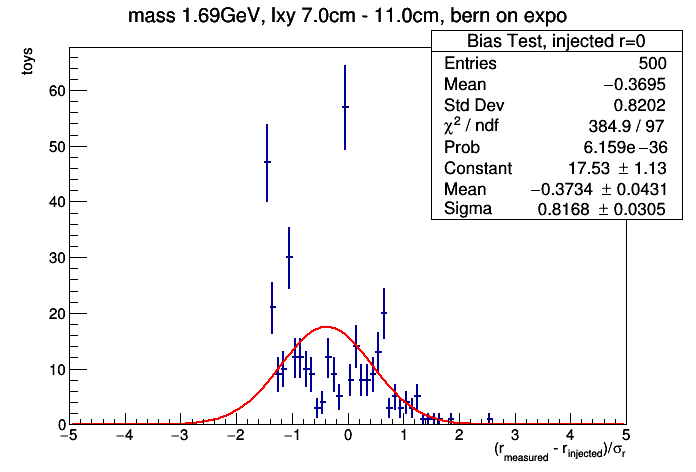 mass 1.69GeV, lxy 7.0cm - 11.0cm, bern on expo
Bias Test, injected r=0
Entries 500
Mean −0.3695
Std Dev 0.8202
χ² / ndf 384.9 / 97
Prob 6.159e−36
Constant 17.53 ± 1.13
Mean −0.3734 ± 0.0431
Sigma 0.8168 ± 0.0305
toys
60
50
40
30
20
10
0
−5 −4 −3 −2 −1 0 1 2 3 4 5
(r_measured - r_injected)/σ_r